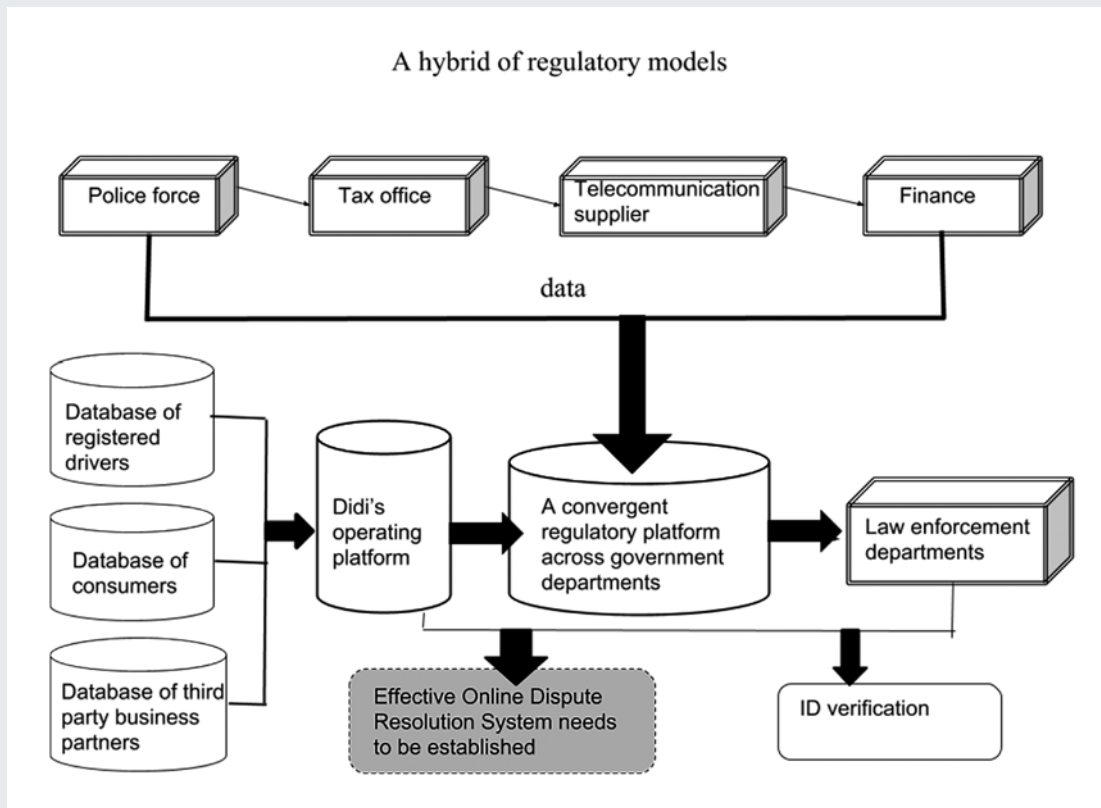 A hybrid of regulatory models
Police force
Tax office
Telecommunication
supplier
Finance
data
Database of
registered
drivers
Database of
consumers
Database of third
party business
partners
Didi's
operating
platform
A convergent
regulatory platform
across government
departments
Law enforcement
departments
Effective Online Dispute
Resolution System needs
to be established
ID verification